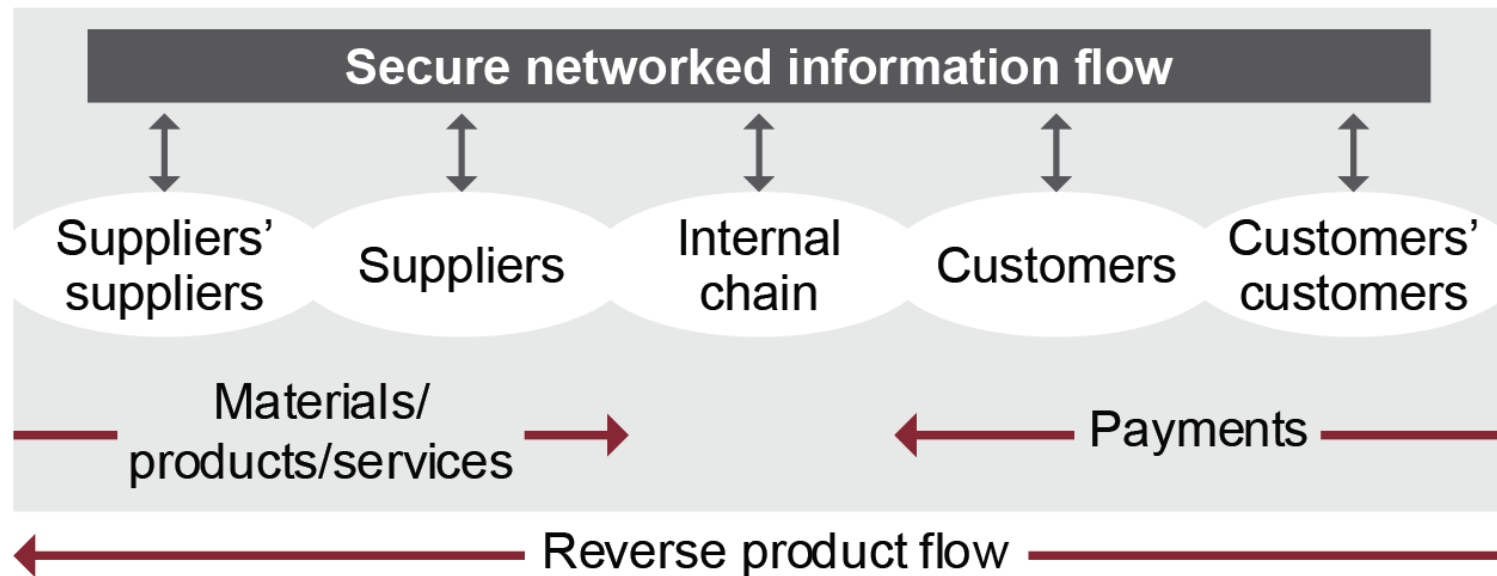 Secure networked information flow
Suppliers’
suppliers
Suppliers
Internal
chain
Customers
Customers’
customers
Materials/
products/services
Payments
Reverse product flow